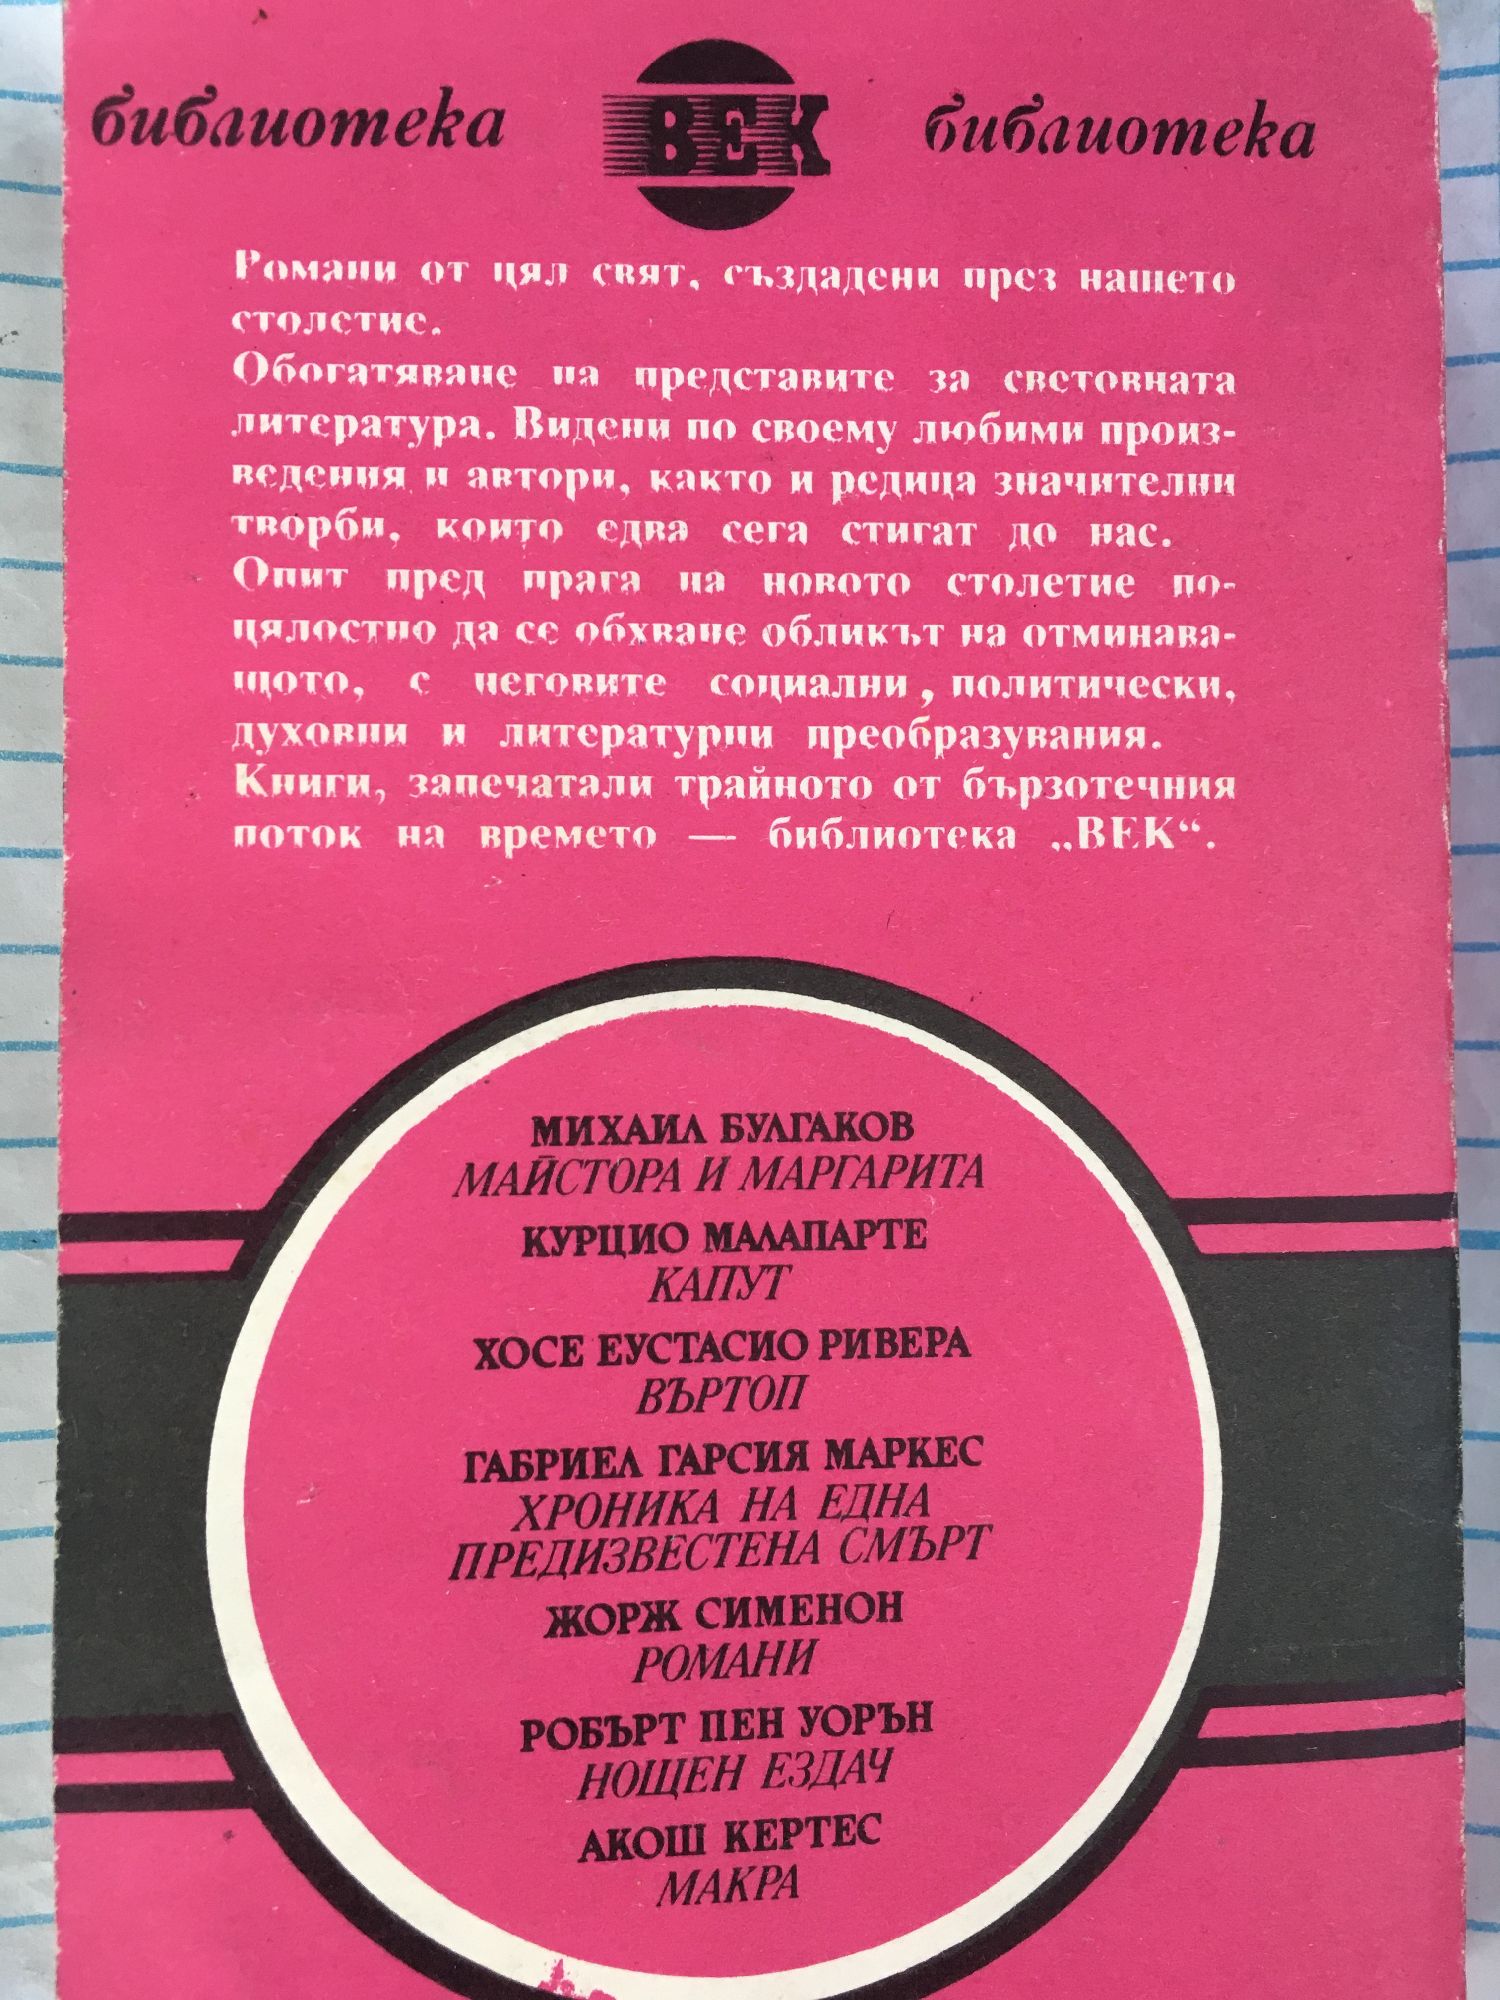 библиотека ВЕК библиотека
Романи от цял свят, създадени през нашето
столетие.
Обогатяване на представите за световната
литература. Видени по своему любими произ-
ведения и автори, както и редица значителни
творби, които едва сега стигат до нас.
Опит пред прага на новото столетие по-
цялостно да се обхване обликът на отминава-
щото, с неговите социални, политически,
духовни и литературни преобразувания.
Книги, запечатали трайното от бързотечния
поток на времето — библиотека „ВЕК“.
МИХАИЛ БУЛГАКОВ
МАЙСТОРА И МАРГАРИТА
КУРЦИО МАЛАПАРТЕ
КАПУТ
ХОСЕ ЕУСТАСИО РИВЕРА
ВЪРТОП
ГАБРИЕЛ ГАРСИЯ МАРКЕС
ХРОНИКА НА ЕДНА
ПРЕДИЗВЕСТЕНА СМЪРТ
ЖОРЖ СИМЕНОН
РОМАНИ
РОБЪРТ ПЕН УОРЪН
НОЩЕН ЕЗДАЧ
АКОШ КЕРТЕС
МАКРА